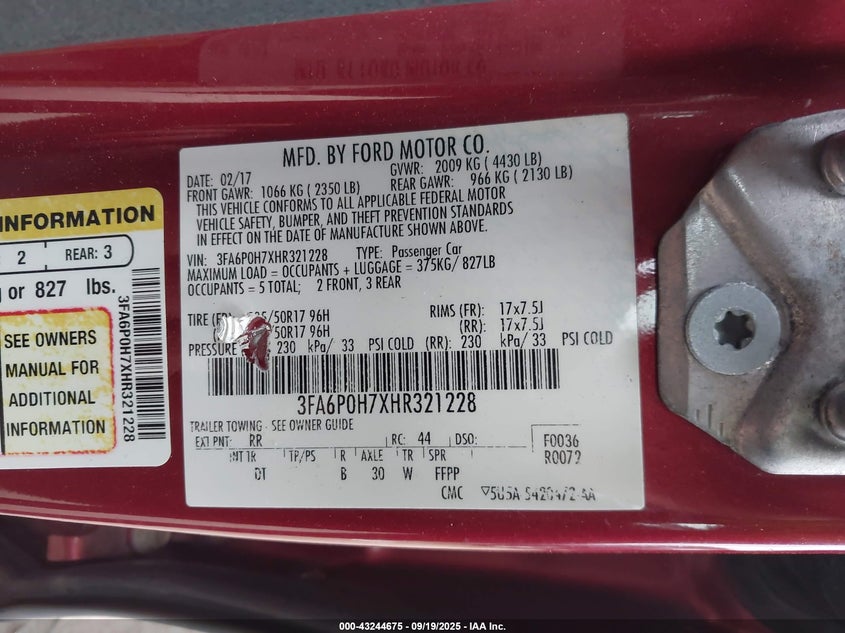 MFD. BY FORD MOTOR CO.
DATE: 02/17 GVWR: 2009 KG ( 4430 LB)
FRONT GAWR: 1066 KG ( 2350 LB) REAR GAWR: 966 KG ( 2130 LB)
THIS VEHICLE CONFORMS TO ALL APPLICABLE FEDERAL MOTOR
VEHICLE SAFETY, BUMPER, AND THEFT PREVENTION STANDARDS
IN EFFECT ON THE DATE OF MANUFACTURE SHOWN ABOVE.
VIN: 3FA6P0H7XHR321228 TYPE: Passenger Car
MAXIMUM LOAD = OCCUPANTS + LUGGAGE = 375KG/ 827LB
OCCUPANTS = 5 TOTAL; 2 FRONT, 3 REAR
TIRE 50R17 96H RIMS (FR): 17x7.5J
50R17 96H (RR): 17x7.5J
PRESSURE 230 kPa/ 33 PSI COLD (RR): 230 kPa/ 33 PSI COLD
3FA6P0H7XHR321228
TRAILER TOWING - SEE OWNER GUIDE
EXT PNT: RR RC: 44 DSO: F0036
INT TR TP/PS R AXLE TR SPR R0072
DT B 30 W FFPP
CMC
INFORMATION
2 REAR: 3
or 827 lbs.
SEE OWNERS
MANUAL FOR
ADDITIONAL
INFORMATION
3FA6P0H7XHR321228
000-43244675 - 09/19/2025 - IAA Inc.